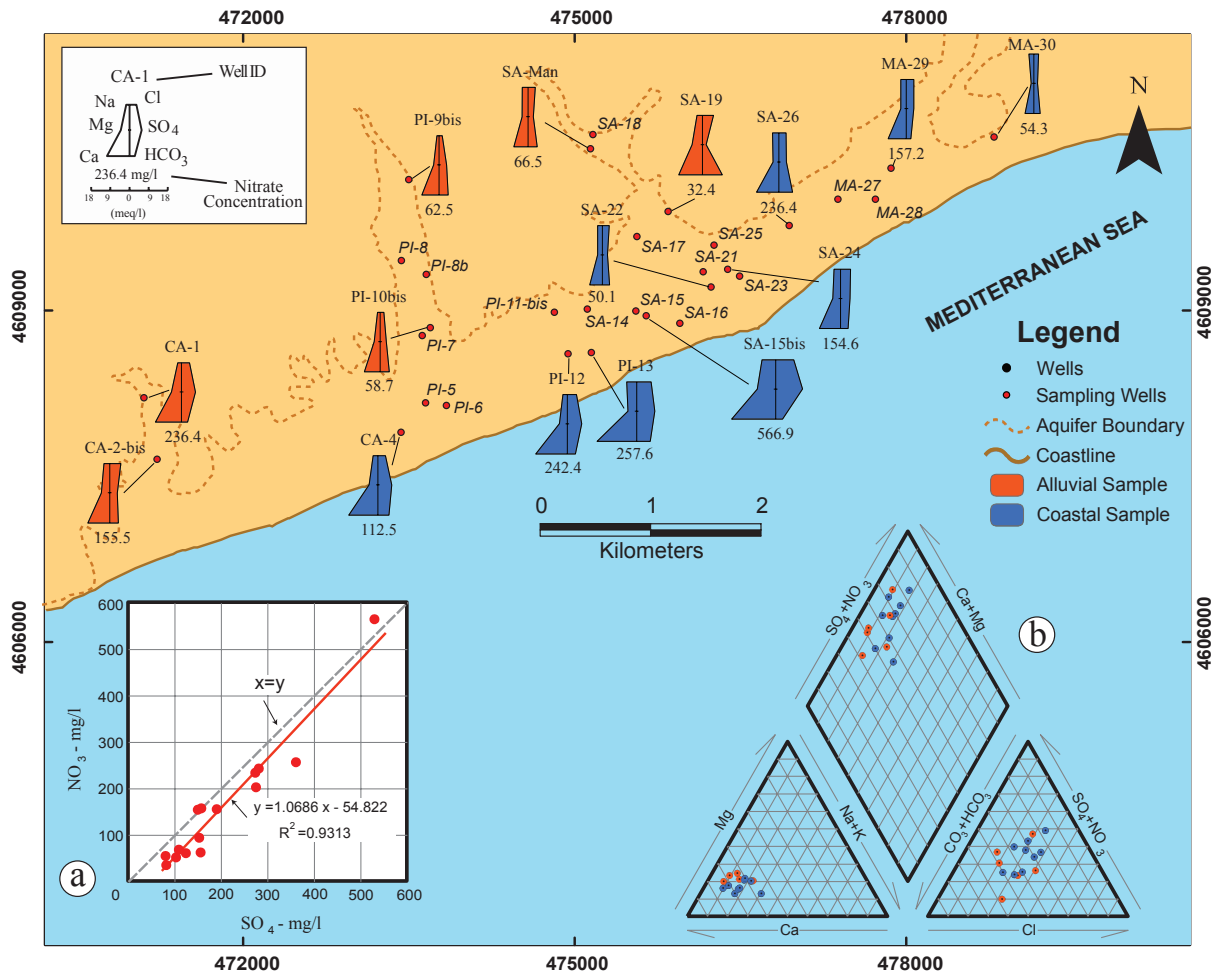 472000
475000
478000
CA-1
Well ID
Na
Cl
Mg
SO4
Ca
HCO3
236.4 mg/l
Nitrate
Concentration
18 9 0 9 18
(meq/l)
PI-9bis
62.5
SA-Man
66.5
SA-18
SA-19
32.4
SA-26
236.4
MA-29
157.2
MA-30
54.3
N
MA-27
MA-28
SA-22
50.1
SA-17
SA-25
SA-21
SA-23
SA-24
154.6
PI-8
PI-8b
PI-11-bis
SA-14
SA-15
SA-16
PI-10bis
58.7
PI-7
SA-15bis
566.9
PI-12
242.4
PI-13
257.6
CA-1
236.4
PI-5
PI-6
CA-4
112.5
CA-2-bis
155.5
4609000
4609000
4606000
4606000
MEDITERRANEAN SEA
Legend
Wells
Sampling Wells
Aquifer Boundary
Coastline
Alluvial Sample
Coastal Sample
0 1 2
Kilometers
a
600
500
400
300
200
100
0
100 200 300 400 500 600
NO3 - mg/l
SO4 - mg/l
x=y
y =1.0686 x - 54.822
R2 =0.9313
b
SO4+NO3
Ca+Mg
Mg
Na+K
Ca
CO3+HCO3
SO4+NO3
Cl
472000
475000
478000